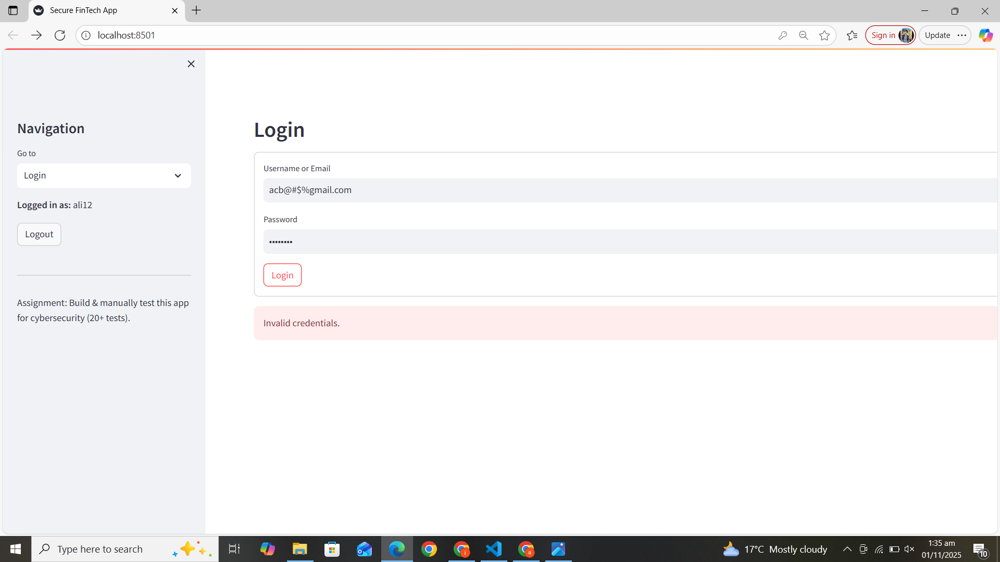 Secure FinTech App
localhost:8501
Sign in
Update
Navigation
Go to
Login
Logged in as: ali12
Logout
Assignment: Build & manually test this app
for cybersecurity (20+ tests).
Login
Username or Email
acb@#$%gmail.com
Password
••••••••
Login
Invalid credentials.
Type here to search
17°C Mostly cloudy
1:35 am
01/11/2025
10